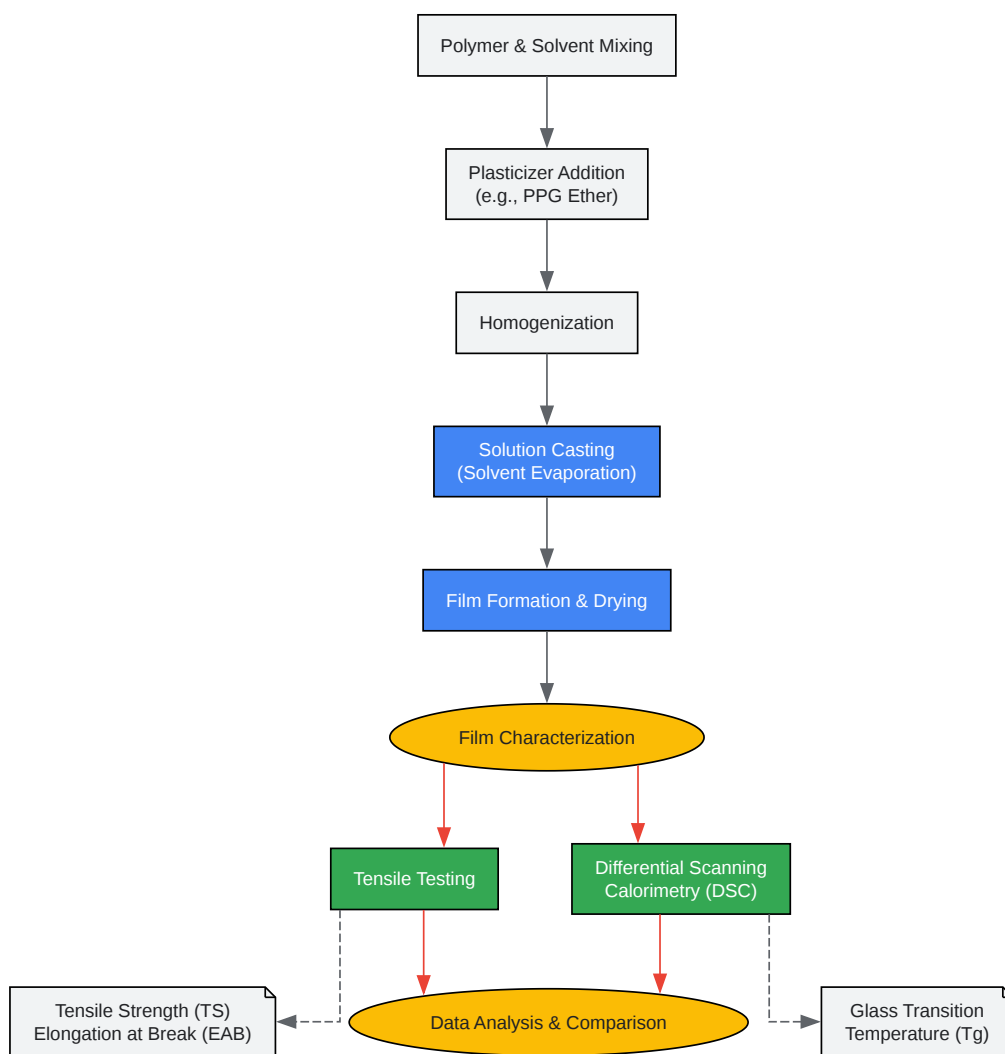 Polymer & Solvent Mixing
Plasticizer Addition
(e.g., PPG Ether)
Homogenization
Solution Casting
(Solvent Evaporation)
Film Formation & Drying
Film Characterization
Tensile Testing
Differential Scanning
Calorimetry (DSC)
Tensile Strength (TS)
Elongation at Break (EAB)
Data Analysis & Comparison
Glass Transition
Temperature (Tg)